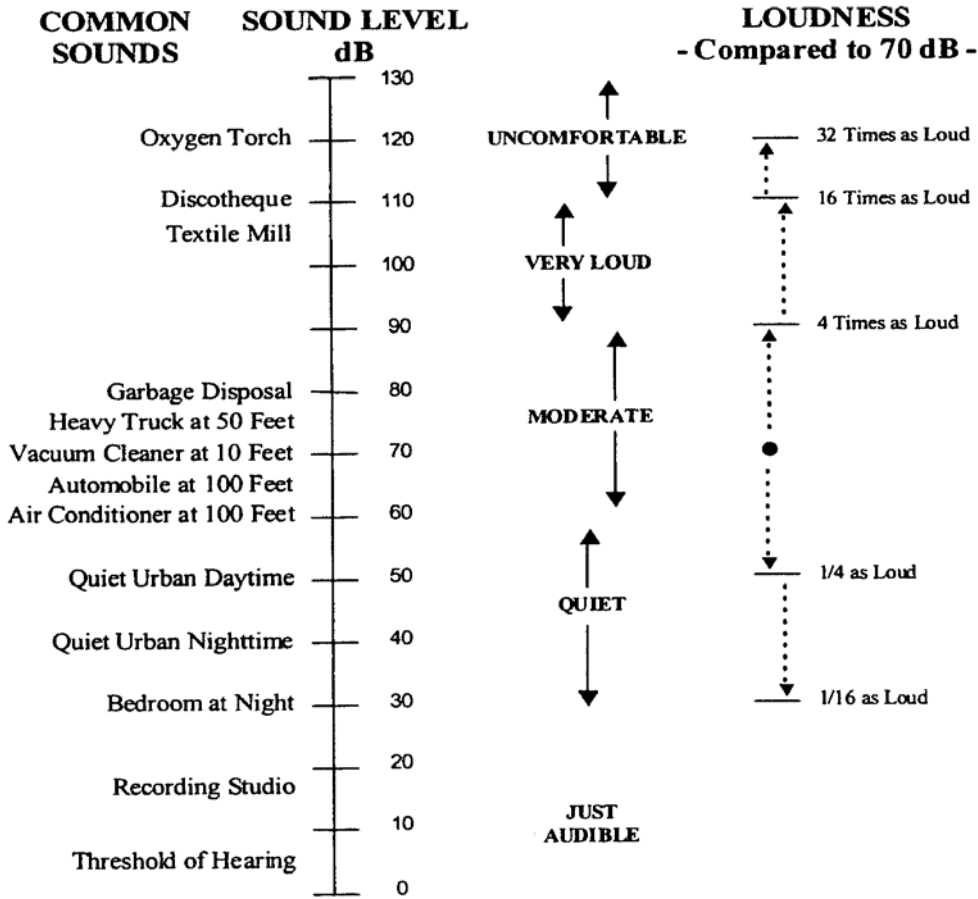 COMMON SOUNDS
SOUND LEVEL dB
LOUDNESS
- Compared to 70 dB -
130
Oxygen Torch 120 UNCOMFORTABLE 32 Times as Loud
Discotheque 110 16 Times as Loud
Textile Mill
100 VERY LOUD
90 4 Times as Loud
Garbage Disposal 80
Heavy Truck at 50 Feet MODERATE
Vacuum Cleaner at 10 Feet 70
Automobile at 100 Feet
Air Conditioner at 100 Feet 60
Quiet Urban Daytime 50 1/4 as Loud
QUIET
Quiet Urban Nighttime 40
Bedroom at Night 30 1/16 as Loud
20
Recording Studio
JUST
10
AUDIBLE
Threshold of Hearing
0